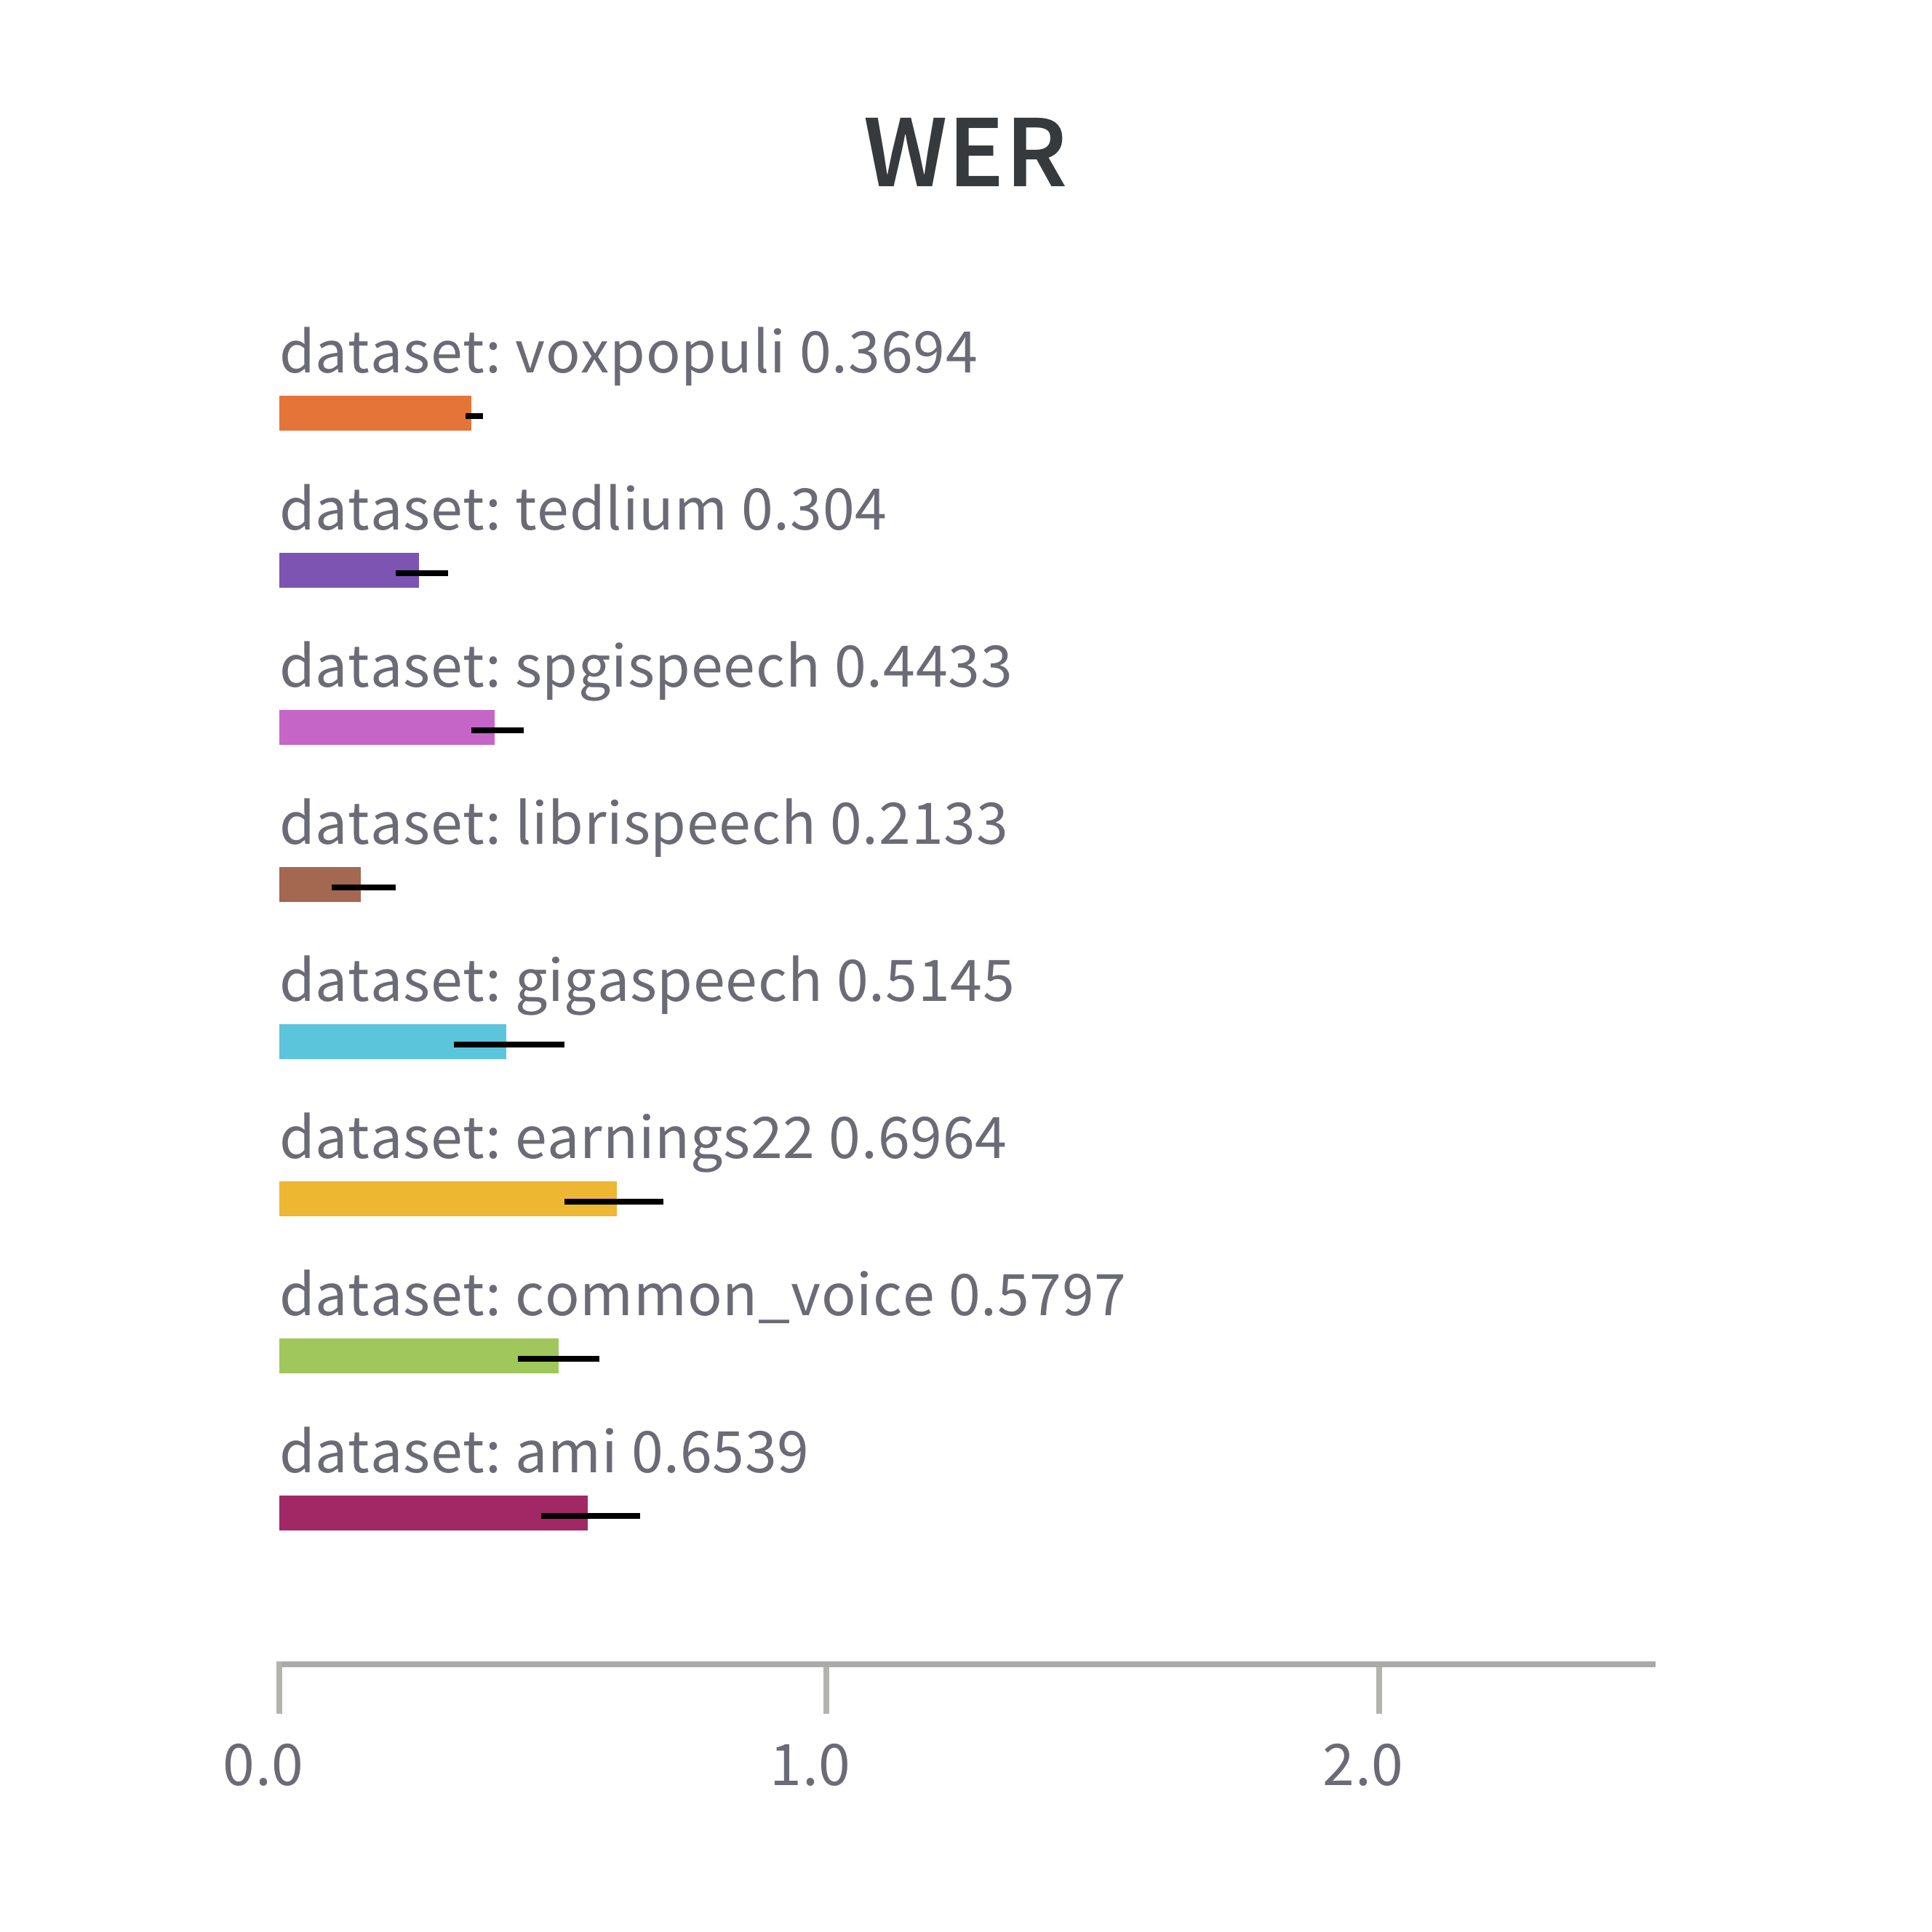 WER
dataset: voxpopuli 0.3694
dataset: tedlium 0.304
dataset: spgispeech 0.4433
dataset: librispeech 0.2133
dataset: gigaspeech 0.5145
dataset: earnings22 0.6964
dataset: common_voice 0.5797
dataset: ami 0.6539
0.0 1.0 2.0